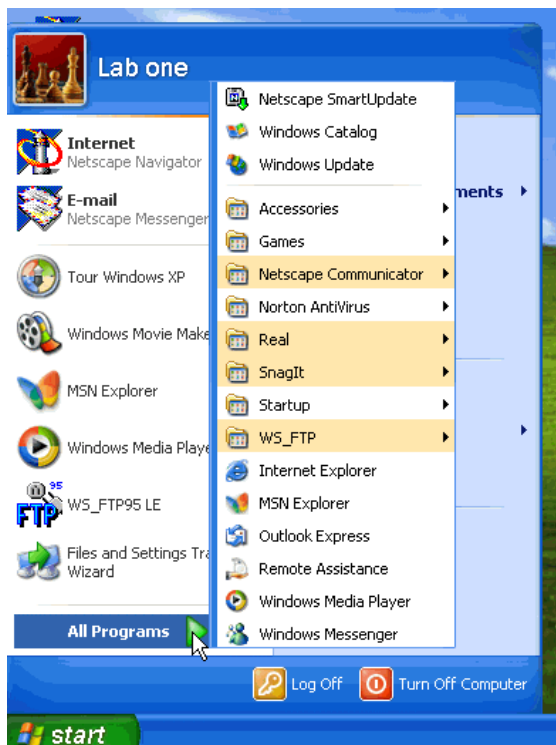 Lab one
Internet
Netscape Navigator
E-mail
Netscape Messenger
Tour Windows XP
Windows Movie Make
MSN Explorer
Windows Media Playe
95
FTP
WS_FTP95 LE
Files and Settings Tra
Wizard
All Programs
Netscape SmartUpdate
Windows Catalog
Windows Update
Accessories
Games
Netscape Communicator
Norton AntiVirus
Real
SnagIt
Startup
WS_FTP
Internet Explorer
MSN Explorer
Outlook Express
Remote Assistance
Windows Media Player
Windows Messenger
ments
Log Off
Turn Off Computer
start